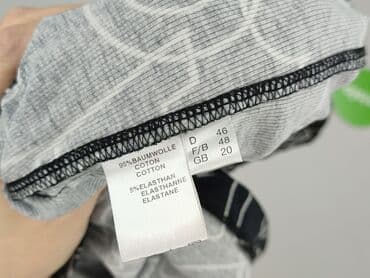 95% BAUMWOLLE
COTON
COTTON
5% ELASTHAN
ELASTHANNE
ELASTANE
D 46
F/B 48
GB 20